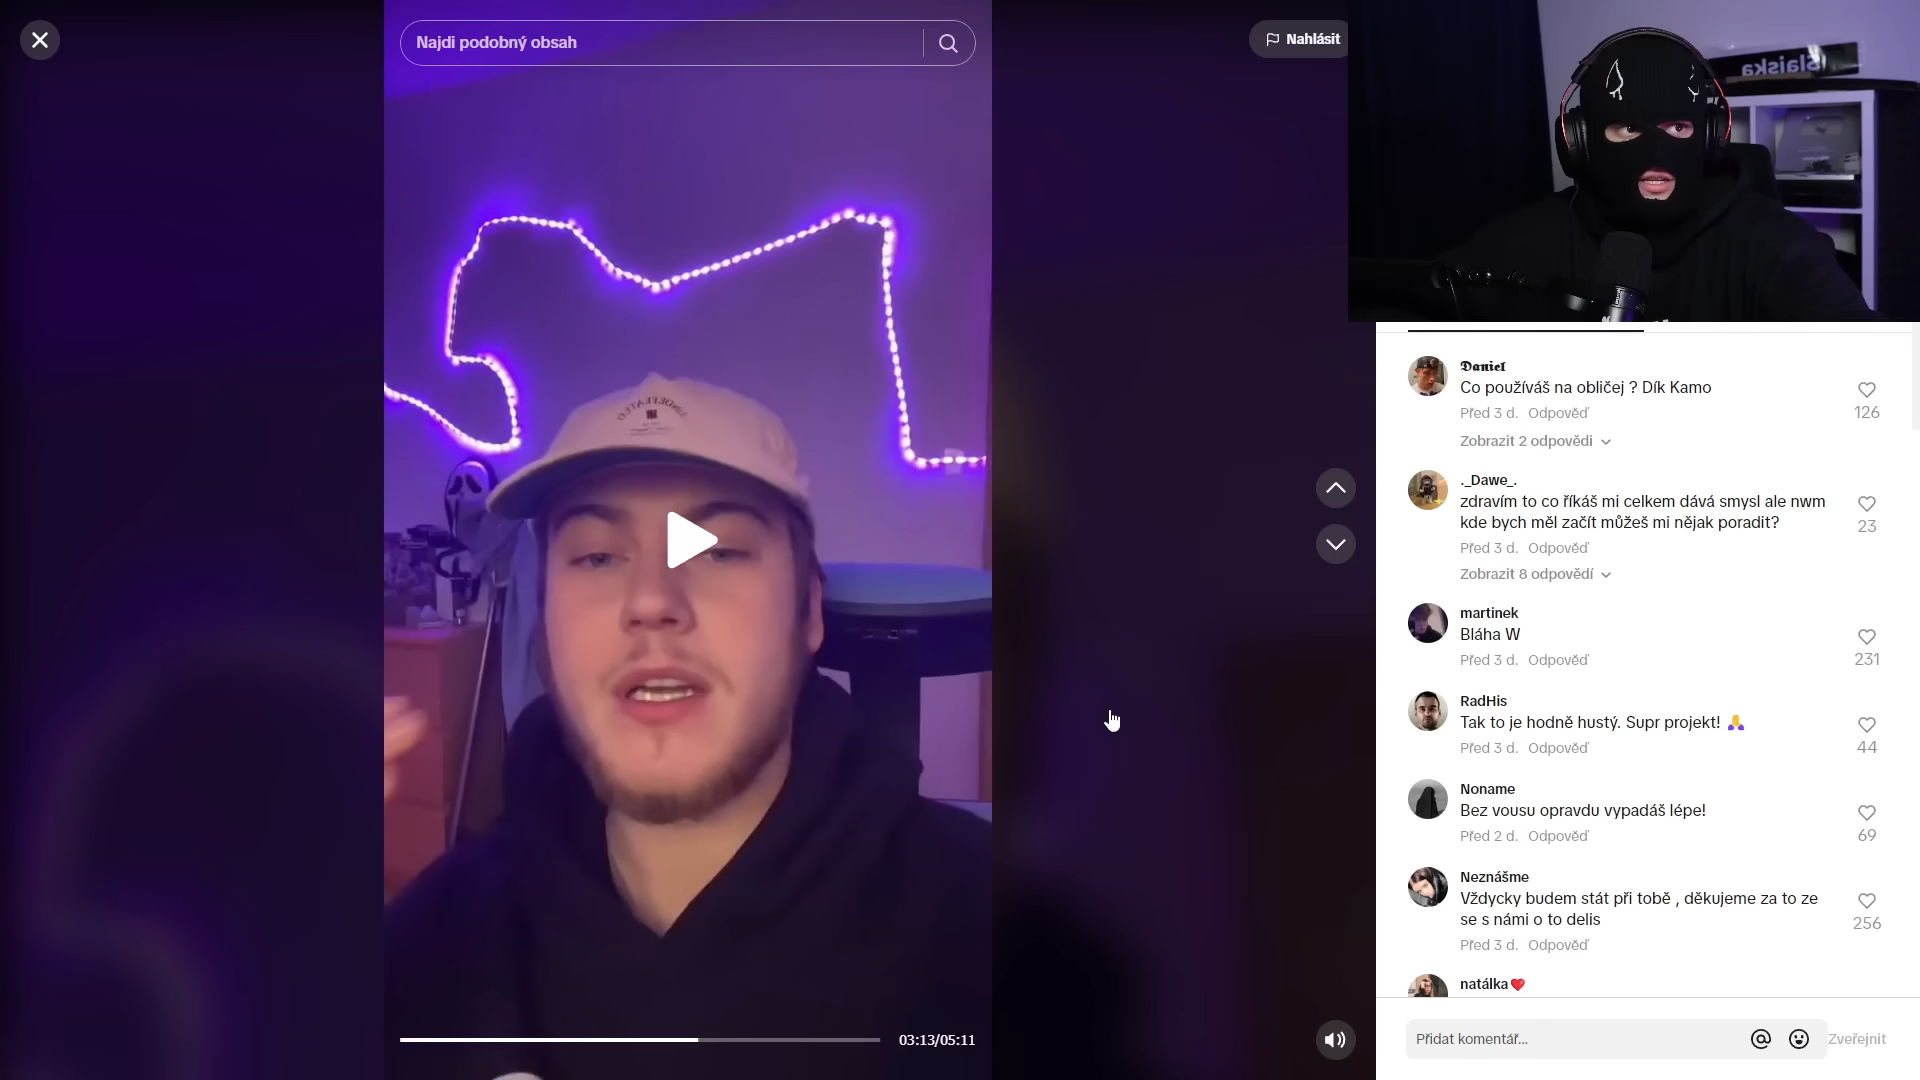 Najdi podobný obsah
Nahlásit
UNDEFEATED
Slaiska
𝕯𝖆𝖓𝖎𝖊𝖑
Co používáš na obličej ? Dík Kamo
Před 3 d. Odpověď
126
Zobrazit 2 odpovědi
._Dawe_.
zdravím to co říkáš mi celkem dává smysl ale nwm
kde bych měl začít můžeš mi nějak poradit?
23
Před 3 d. Odpověď
Zobrazit 8 odpovědí
martinek
Bláha W
Před 3 d. Odpověď
231
RadHis
Tak to je hodně hustý. Supr projekt! 🙏
Před 3 d. Odpověď
44
Noname
Bez vousu opravdu vypadáš lépe!
Před 2 d. Odpověď
69
Neznášme
Vždycky budem stát při tobě , děkujeme za to ze
se s námi o to delis
256
Před 3 d. Odpověď
natálka❤️
03:13/05:11
Přidat komentář...
Zveřejnit